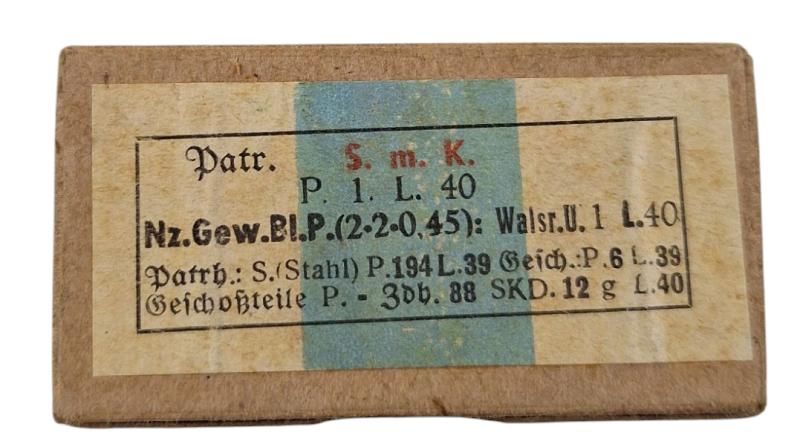 Patr. S. m. K.
P. 1. L. 40
Nz.Gew.Bl.P.(2·2·0,45): Walsr.U. 1 L.40
Patrh.: S.(Stahl) P.194 L.39 Gesch.:P.6 L.39
Geschoßteile P. - Zdh. 88 SKD. 12 g L.40